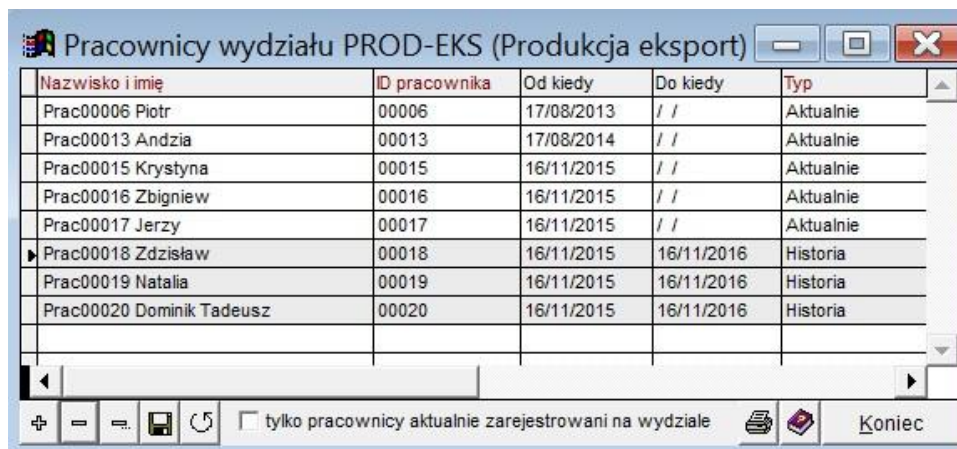 Pracownicy wydziału PROD-EKS (Produkcja eksport)
Nazwisko i imię ID pracownika Od kiedy Do kiedy Typ
Prac00006 Piotr 00006 17/08/2013 / / Aktualnie
Prac00013 Andzia 00013 17/08/2014 / / Aktualnie
Prac00015 Krystyna 00015 16/11/2015 / / Aktualnie
Prac00016 Zbigniew 00016 16/11/2015 / / Aktualnie
Prac00017 Jerzy 00017 16/11/2015 / / Aktualnie
Prac00018 Zdzisław 00018 16/11/2015 16/11/2016 Historia
Prac00019 Natalia 00019 16/11/2015 16/11/2016 Historia
Prac00020 Dominik Tadeusz 00020 16/11/2015 16/11/2016 Historia
tylko pracownicy aktualnie zarejestrowani na wydziale Koniec